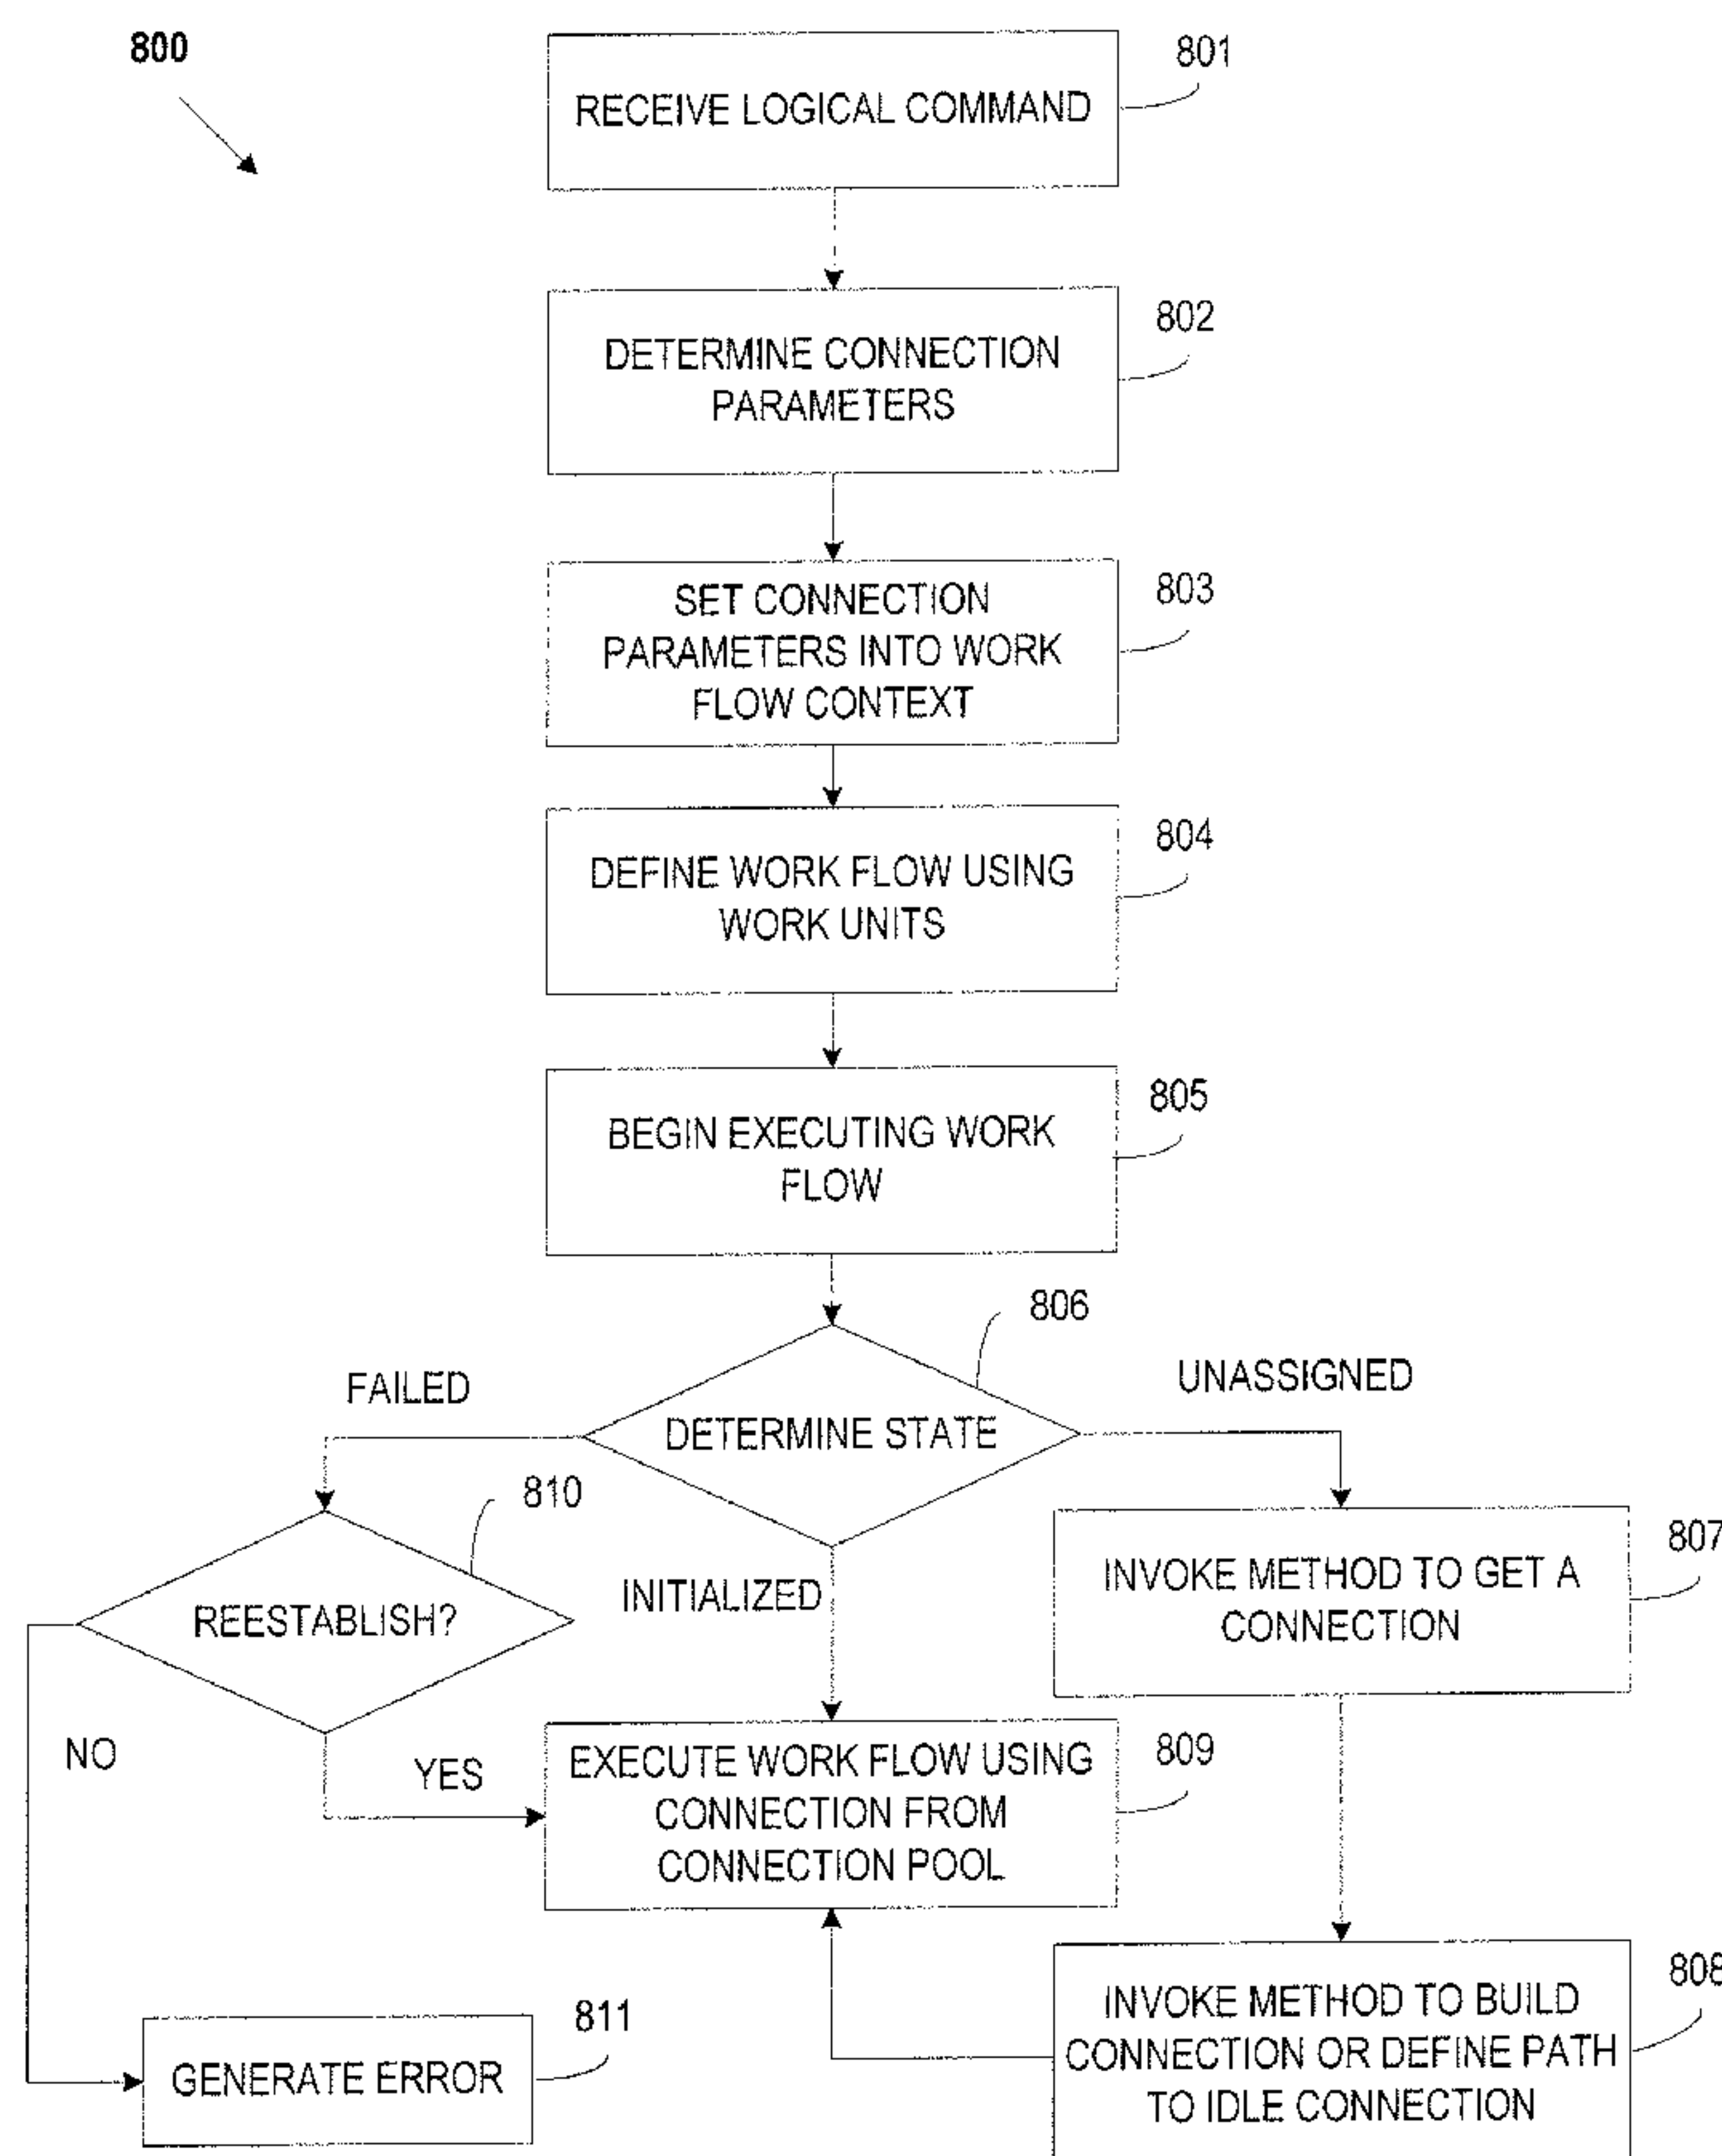 800
801
RECEIVE LOGICAL COMMAND
802
DETERMINE CONNECTION
PARAMETERS
803
SET CONNECTION
PARAMETERS INTO WORK
FLOW CONTEXT
804
DEFINE WORK FLOW USING
WORK UNITS
805
BEGIN EXECUTING WORK
FLOW
806
FAILED
UNASSIGNED
DETERMINE STATE
810
807
REESTABLISH?
INITIALIZED
INVOKE METHOD TO GET A
CONNECTION
NO
YES
809
EXECUTE WORK FLOW USING
CONNECTION FROM
CONNECTION POOL
808
811
GENERATE ERROR
INVOKE METHOD TO BUILD
CONNECTION OR DEFINE PATH
TO IDLE CONNECTION